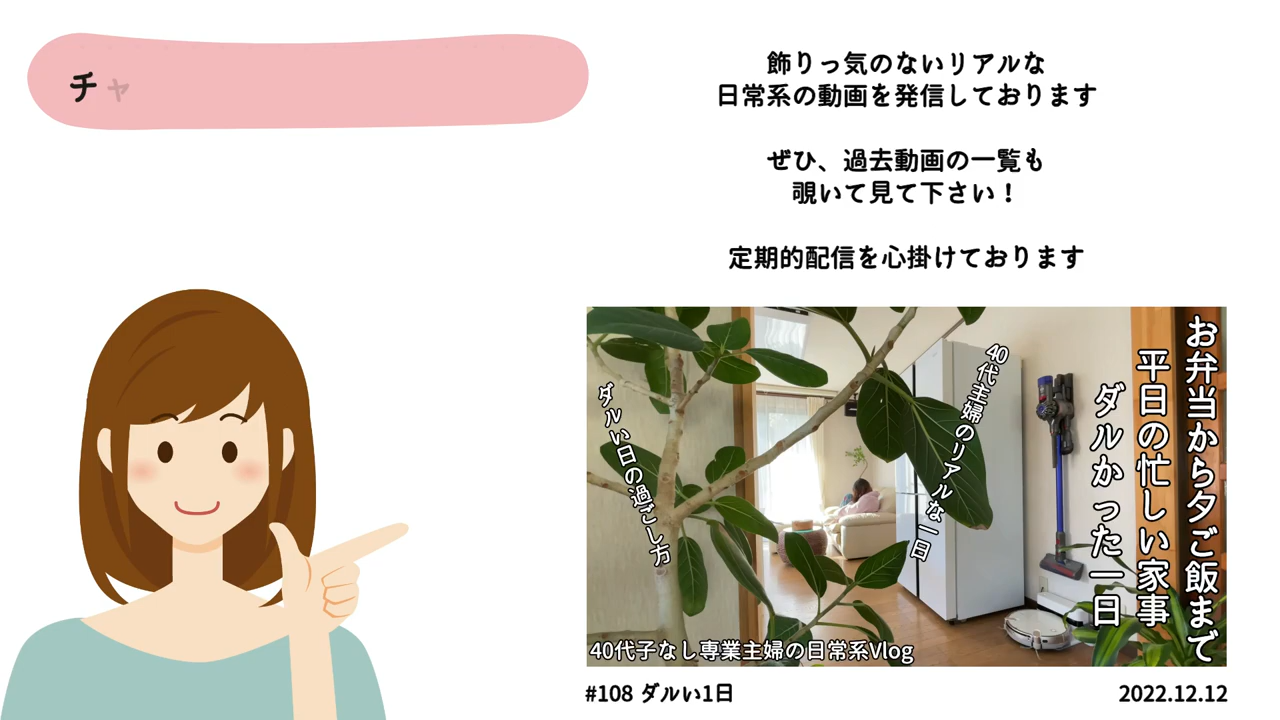 チャ
飾りっ気のないリアルな
日常系の動画を発信しております
ぜひ、過去動画の一覧も
覗いて見て下さい！
定期的配信を心掛けております
お弁当から夕ご飯まで
平日の忙しい家事
ダルかった一日
40代主婦のリアルな一日
ダルい日の過ごし方
40代子なし専業主婦の日常系Vlog
#108 ダルい1日
2022.12.12